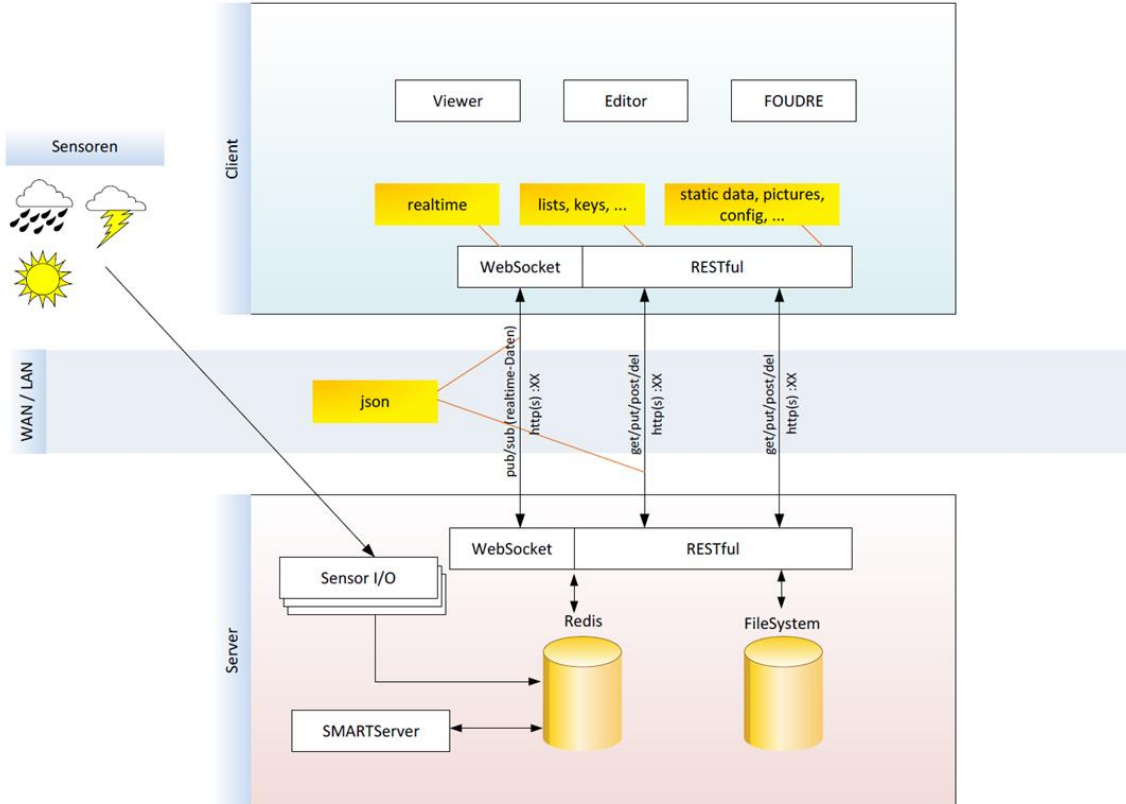 Viewer
Editor
FOUDRE
Sensoren
Client
realtime
lists, keys, ...
static data, pictures,
config, ...
WebSocket
RESTful
WAN / LAN
json
pub/sub (realtime-Daten)
http(s) :XX
get/put/post/del
http(s) :XX
get/put/post/del
http(s) :XX
Server
WebSocket
RESTful
Sensor I/O
Redis
FileSystem
SMARTServer